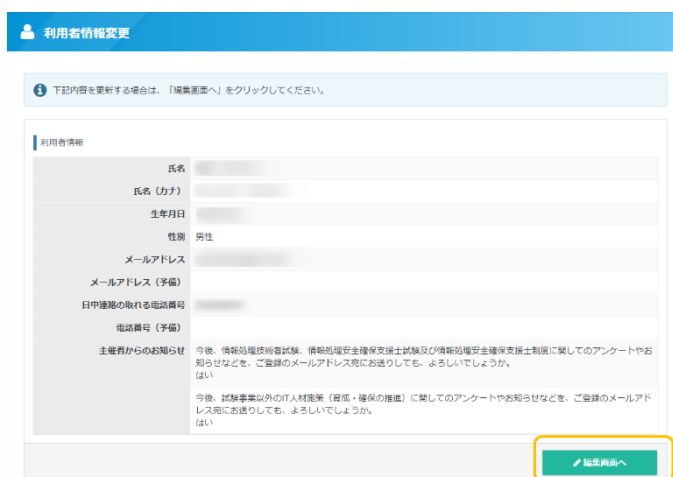 利用者情報変更
下記内容を更新する場合は、「編集画面へ」をクリックしてください。
利用者情報
氏名
氏名（カナ）
生年月日
性別 男性
メールアドレス
メールアドレス（予備）
日中連絡の取れる電話番号
電話番号（予備）
主催者からのお知らせ 今後、情報処理技術者試験、情報処理安全確保支援士試験及び情報処理安全確保支援士制度に関してのアンケートやお
知らせなどを、ご登録のメールアドレス宛にお送りしても、よろしいでしょうか。
はい
今後、試験事業以外のIT人材施策（育成・確保の推進）に関してのアンケートやお知らせなどを、ご登録のメールアド
レス宛にお送りしても、よろしいでしょうか。
はい
編集画面へ